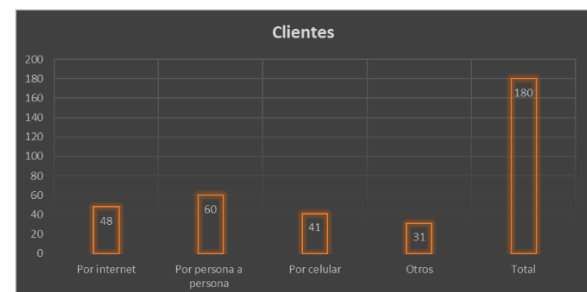 Clientes
200
180
160
140
120
100
80
60
40
20
0
48
60
41
31
180
Por internet
Por persona a
persona
Por celular
Otros
Total